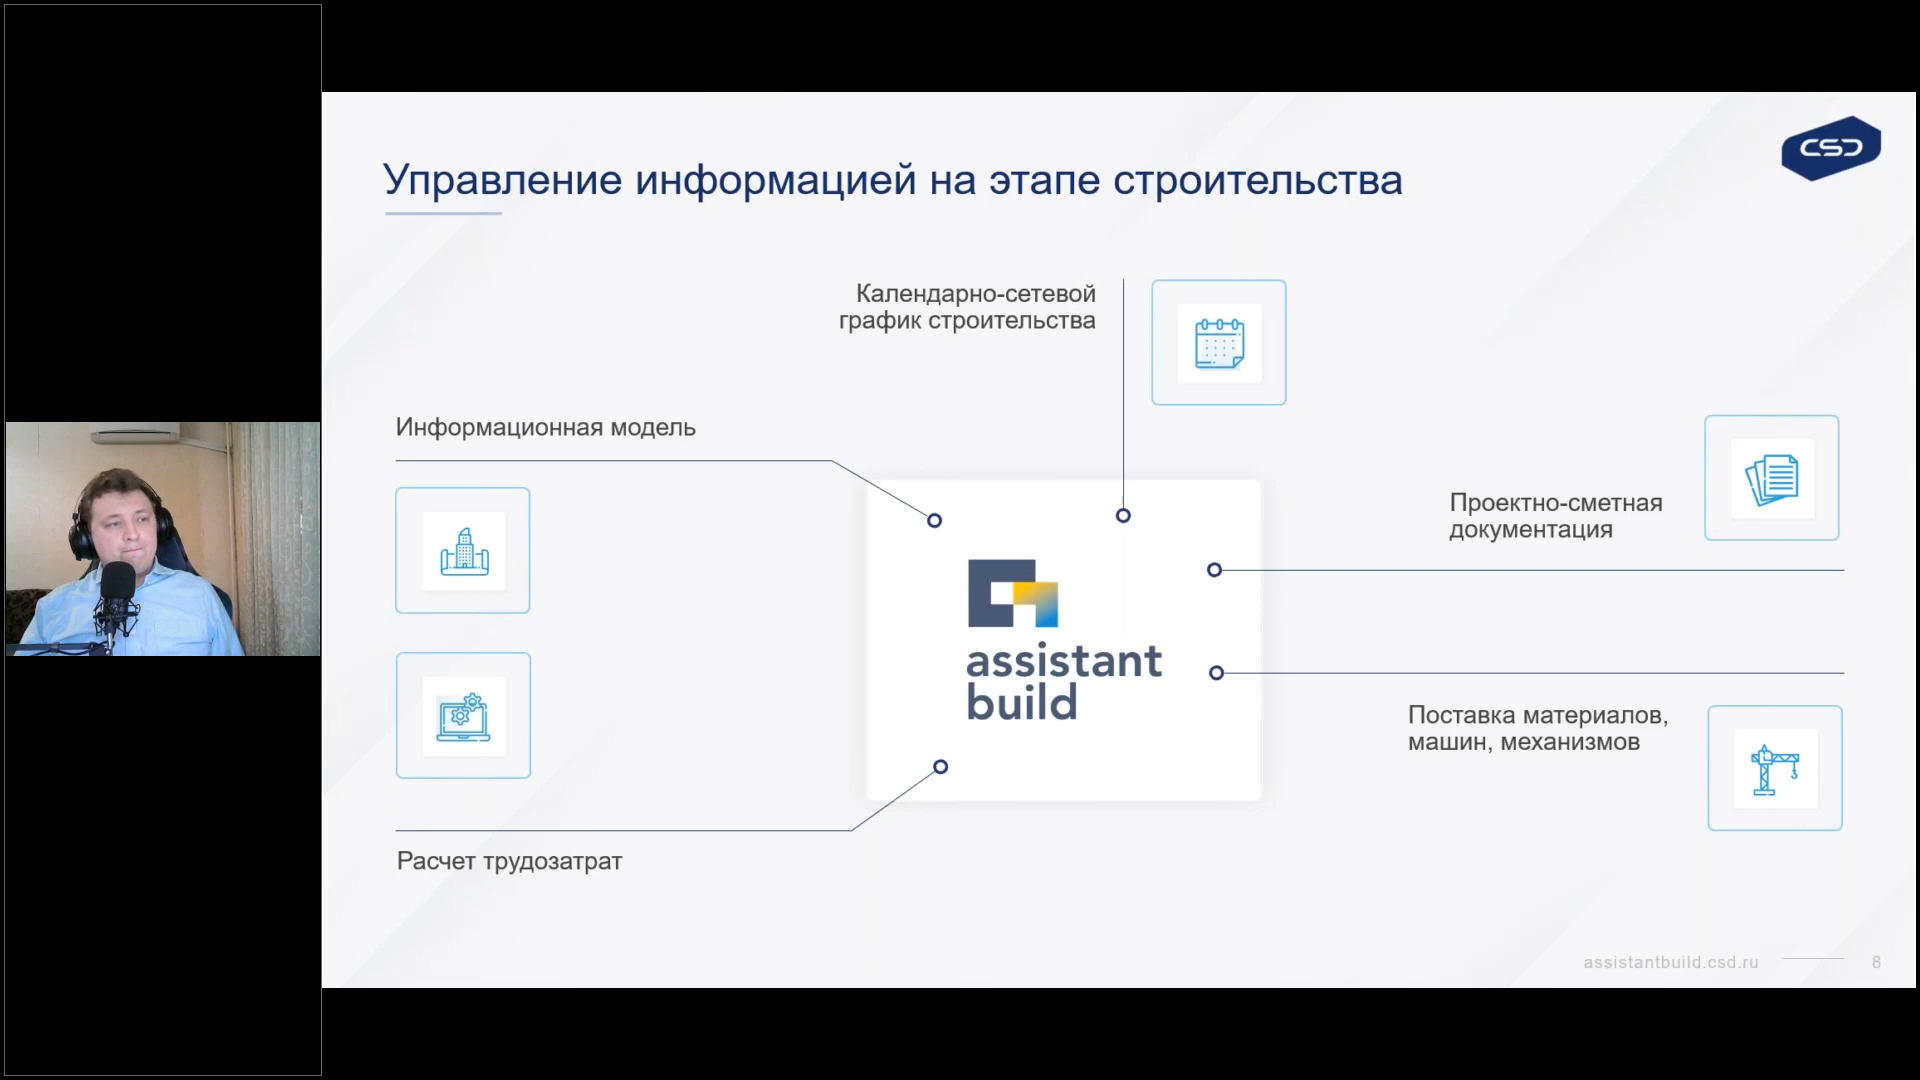 CSD
Управление информацией на этапе строительства
Календарно-сетевой
график строительства
Информационная модель
Проектно-сметная
документация
assistant
build
Поставка материалов,
машин, механизмов
Расчет трудозатрат
assistantbuild.csd.ru
8